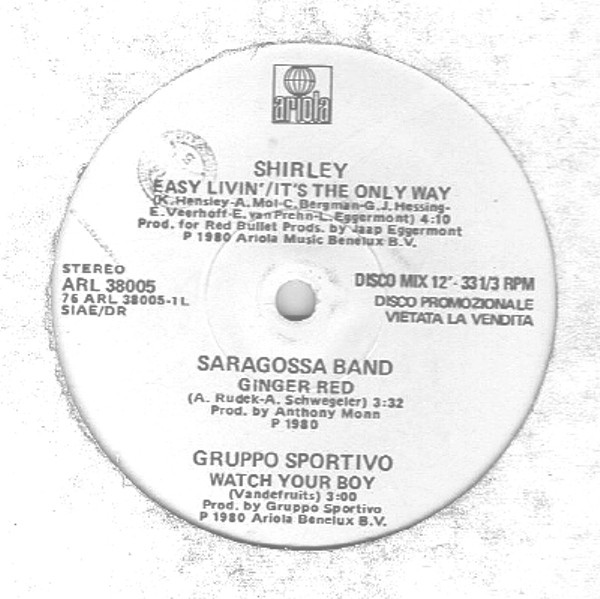 ariola
SHIRLEY
EASY LIVIN'/IT'S THE ONLY WAY
(K. Hensley-A. Mol-C. Bergman-G. J. Hessing-
E. Veerhoff-E. van Prehn-L. Eggermont) 4:10
Prod. for Red Bullet Prods. by Jaap Eggermont
P 1980 Ariola Music Benelux B.V.
STEREO
ARL 38005
76 ARL 38005-1L
SIAE/DR
DISCO MIX 12"- 331/3 RPM
DISCO PROMOZIONALE
VIETATA LA VENDITA
SARAGOSSA BAND
GINGER RED
(A. Rudek-A. Schwegeler) 3:32
Prod. by Anthony Monn
P 1980
GRUPPO SPORTIVO
WATCH YOUR BOY
(Vandefruits) 3:00
Prod. by Gruppo Sportivo
P 1980 Ariola Benelux B.V.